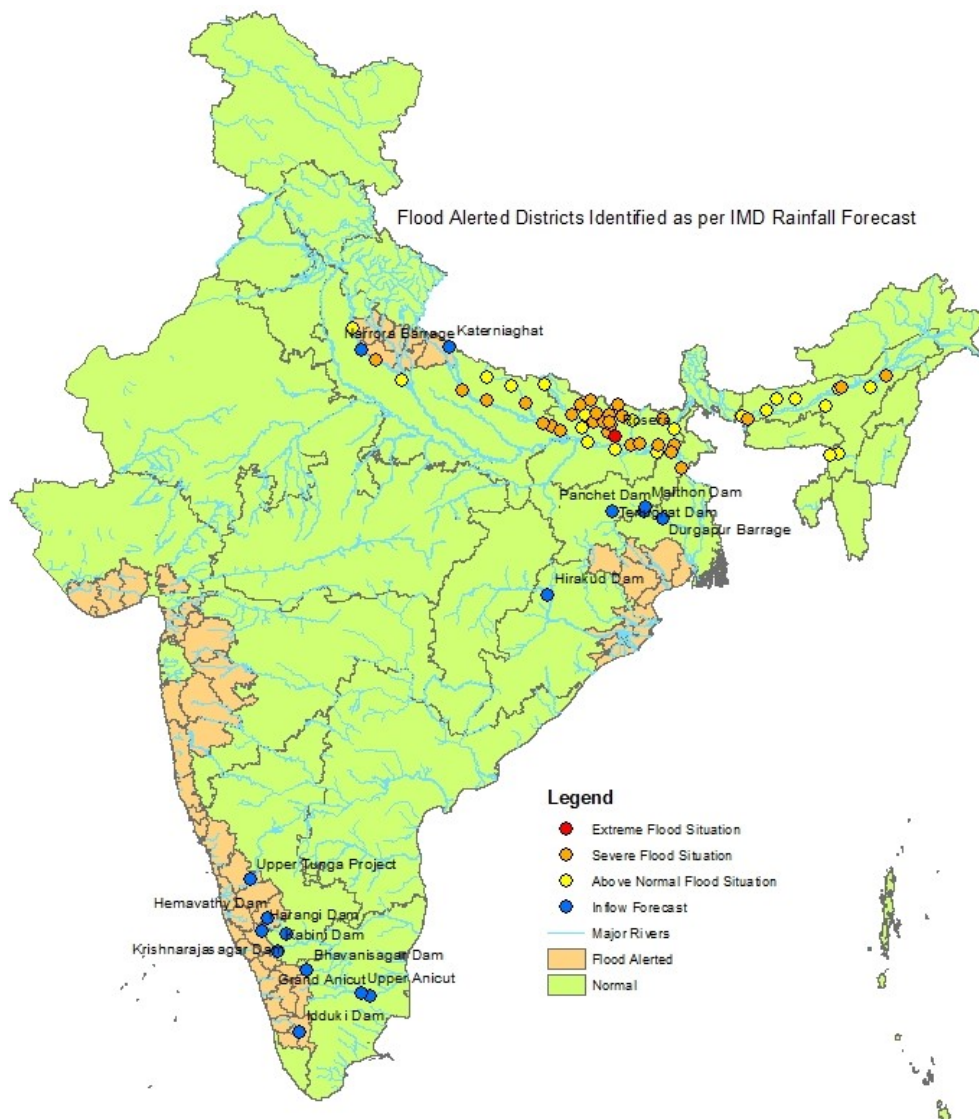 Flood Alerted Districts Identified as per IMD Rainfall Forecast
Narrora Barrage
Katerniaghat
Rosera
Panchet Dam
Maithon Dam
Tenughat Dam
Durgapur Barrage
Hirakud Dam
Legend
Extreme Flood Situation
Severe Flood Situation
Above Normal Flood Situation
Inflow Forecast
Major Rivers
Flood Alerted
Normal
Upper Tunga Project
Hemavathy Dam
Harangi Dam
Kabini Dam
Krishnarajasagar Dam
Bhavanisagar Dam
Grand Anicut
Upper Anicut
Idduki Dam